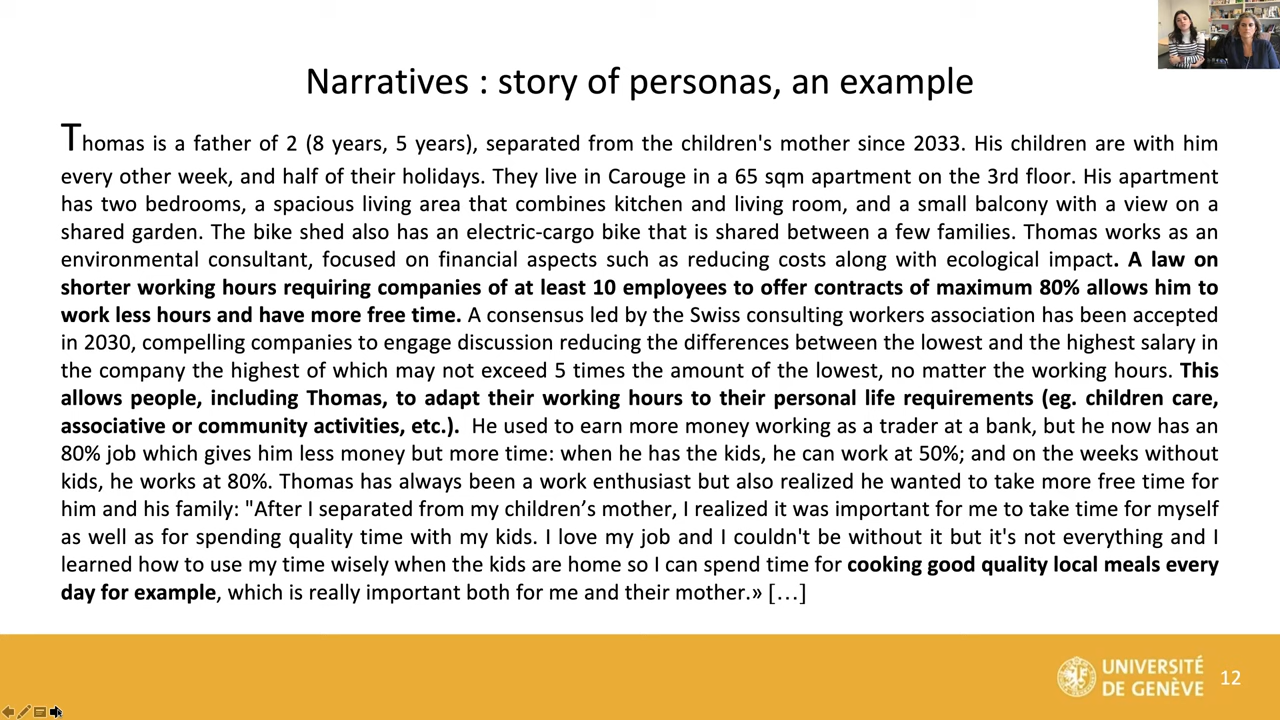 Narratives : story of personas, an example
Thomas is a father of 2 (8 years, 5 years), separated from the children's mother since 2033. His children are with him
every other week, and half of their holidays. They live in Carouge in a 65 sqm apartment on the 3rd floor. His apartment
has two bedrooms, a spacious living area that combines kitchen and living room, and a small balcony with a view on a
shared garden. The bike shed also has an electric-cargo bike that is shared between a few families. Thomas works as an
environmental consultant, focused on financial aspects such as reducing costs along with ecological impact. A law on
shorter working hours requiring companies of at least 10 employees to offer contracts of maximum 80% allows him to
work less hours and have more free time. A consensus led by the Swiss consulting workers association has been accepted
in 2030, compelling companies to engage discussion reducing the differences between the lowest and the highest salary in
the company the highest of which may not exceed 5 times the amount of the lowest, no matter the working hours. This
allows people, including Thomas, to adapt their working hours to their personal life requirements (eg. children care,
associative or community activities, etc.). He used to earn more money working as a trader at a bank, but he now has an
80% job which gives him less money but more time: when he has the kids, he can work at 50%; and on the weeks without
kids, he works at 80%. Thomas has always been a work enthusiast but also realized he wanted to take more free time for
him and his family: "After I separated from my children’s mother, I realized it was important for me to take time for myself
as well as for spending quality time with my kids. I love my job and I couldn't be without it but it's not everything and I
learned how to use my time wisely when the kids are home so I can spend time for cooking good quality local meals every
day for example, which is really important both for me and their mother.» […]
UNIVERSITÉ
DE GENÈVE
12